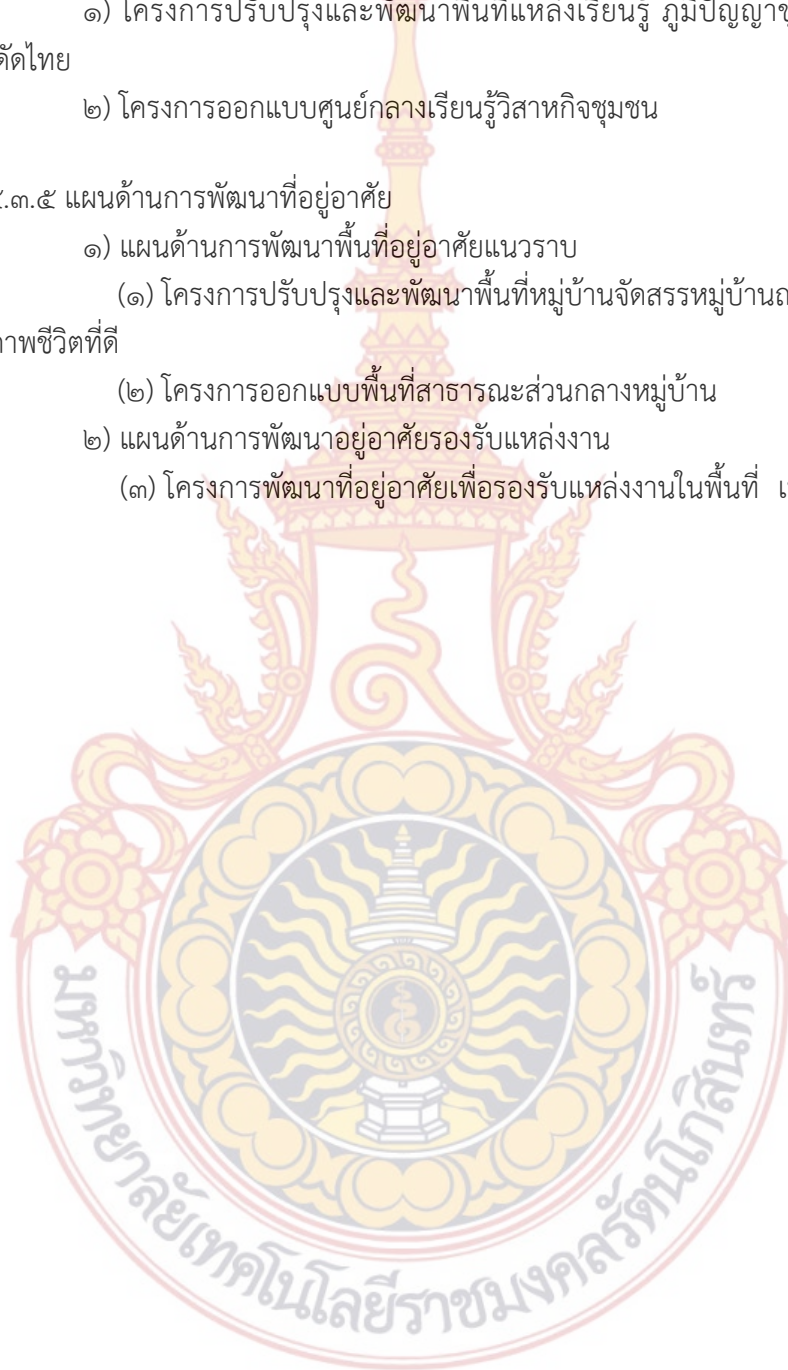 ๑) โครงการปรับปรุงและพัฒนาพื้นที่แหล่งเรียนรู้ ภูมิปัญญา
ดัดไทย
๒) โครงการออกแบบศูนย์กลางเรียนรู้วิสาหกิจชุมชน
.๓.๕ แผนด้านการพัฒนาที่อยู่อาศัย
๑) แผนด้านการพัฒนาพื้นที่อยู่อาศัยแนวราบ
(๑) โครงการปรับปรุงและพัฒนาพื้นที่หมู่บ้านจัดสรรหมู่บ้าน
าพชีวิตที่ดี
(๒) โครงการออกแบบพื้นที่สาธารณะส่วนกลางหมู่บ้าน
๒) แผนด้านการพัฒนาอยู่อาศัยรองรับแหล่งงาน
(๓) โครงการพัฒนาที่อยู่อาศัยเพื่อรองรับแหล่งงานในพื้นที่
มหาวิทยาลัยเทคโนโลยีราชมงคลรัตนโกสินทร์